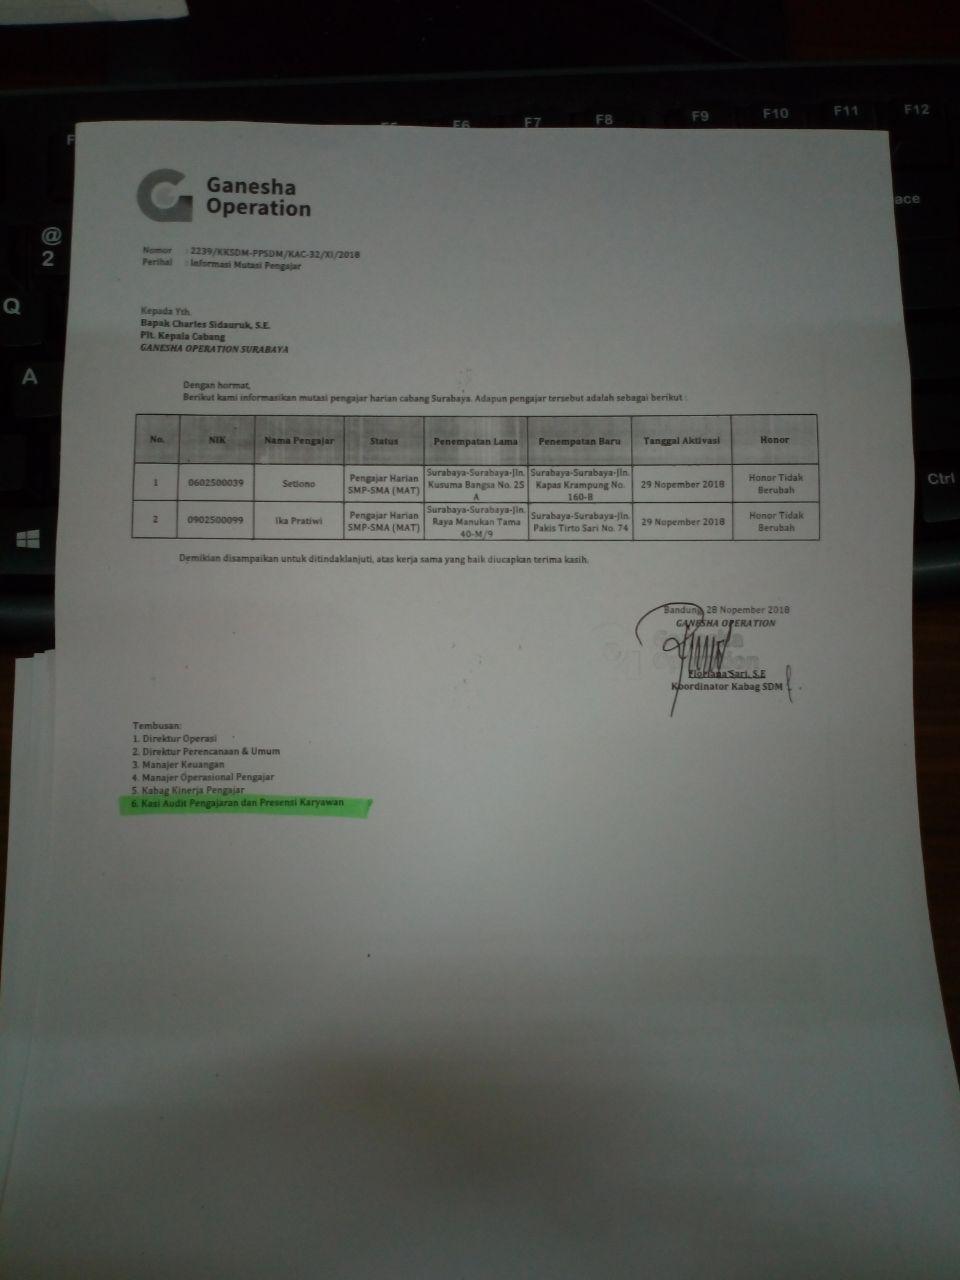 F5 F6 F7 F8 F9 F10 F11 F12
@
2
Q
A
ace
Ctrl
Ganesha
Operation
Nomor : 2239/KKSDM-PPSDM/KAC-32/XI/2018
Perihal : Informasi Mutasi Pengajar
Kepada Yth.
Bapak Charles Sidauruk, S.E.
Plt. Kepala Cabang
GANESHA OPERATION SURABAYA
Dengan hormat,
Berikut kami informasikan mutasi pengajar harian cabang Surabaya. Adapun pengajar tersebut adalah sebagai berikut :
No. NIK Nama Pengajar Status Penempatan Lama Penempatan Baru Tanggal Aktivasi Honor
1 0602500039 Setiono Pengajar Harian SMP-SMA (MAT) Surabaya-Surabaya-Jln. Kusuma Bangsa No. 25 A Surabaya-Surabaya-Jln. Kapas Krampung No. 160-B 29 Nopember 2018 Honor Tidak Berubah
2 0902500099 Ika Pratiwi Pengajar Harian SMP-SMA (MAT) Surabaya-Surabaya-Jln. Raya Manukan Tama 40-M/9 Surabaya-Surabaya-Jln. Pakis Tirto Sari No. 74 29 Nopember 2018 Honor Tidak Berubah
Demikian disampaikan untuk ditindaklanjuti, atas kerja sama yang baik diucapkan terima kasih.
Bandung, 28 Nopember 2018
GANESHA OPERATION
Sari, S.E
Koordinator Kabag SDM
Tembusan:
1. Direktur Operasi
2. Direktur Perencanaan & Umum
3. Manajer Keuangan
4. Manajer Operasional Pengajar
5. Kabag Kinerja Pengajar
6. Kasi Audit Pengajaran dan Presensi Karyawan